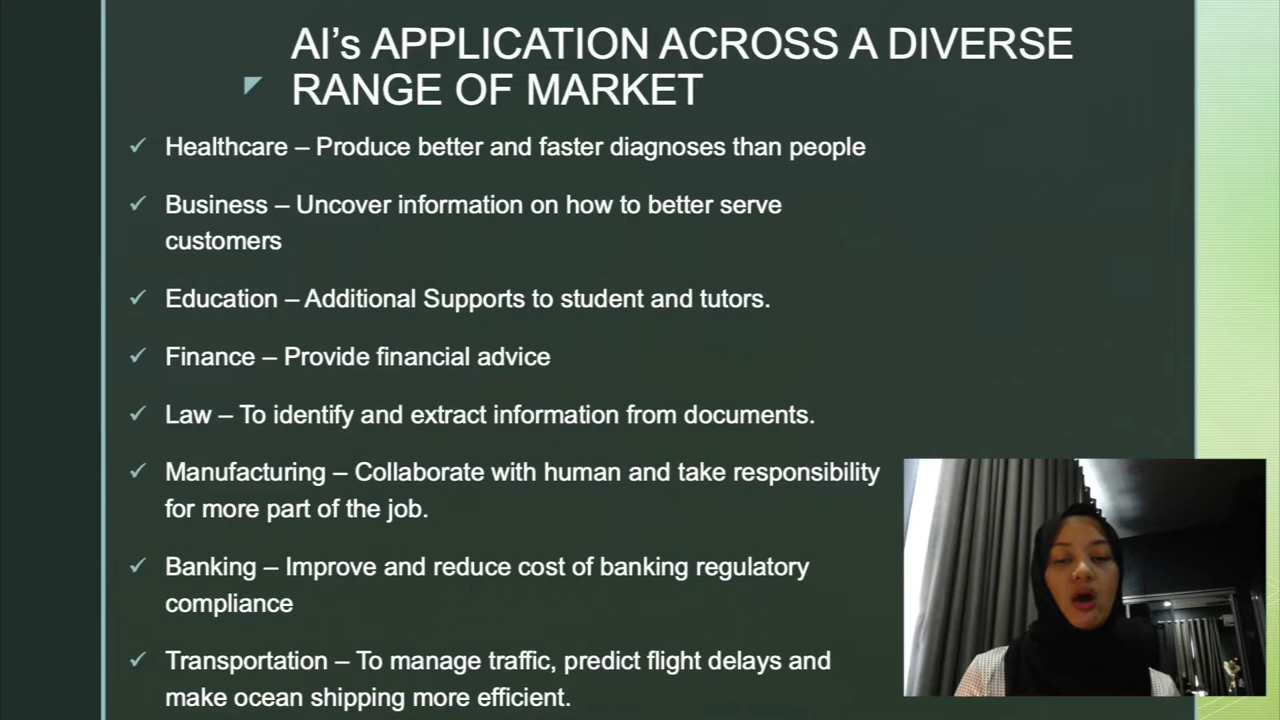 AI's APPLICATION ACROSS A DIVERSE
RANGE OF MARKET
✓ Healthcare – Produce better and faster diagnoses than people
✓ Business – Uncover information on how to better serve
customers
✓ Education – Additional Supports to student and tutors.
✓ Finance – Provide financial advice
✓ Law – To identify and extract information from documents.
✓ Manufacturing – Collaborate with human and take responsibility
for more part of the job.
✓ Banking – Improve and reduce cost of banking regulatory
compliance
✓ Transportation – To manage traffic, predict flight delays and
make ocean shipping more efficient.